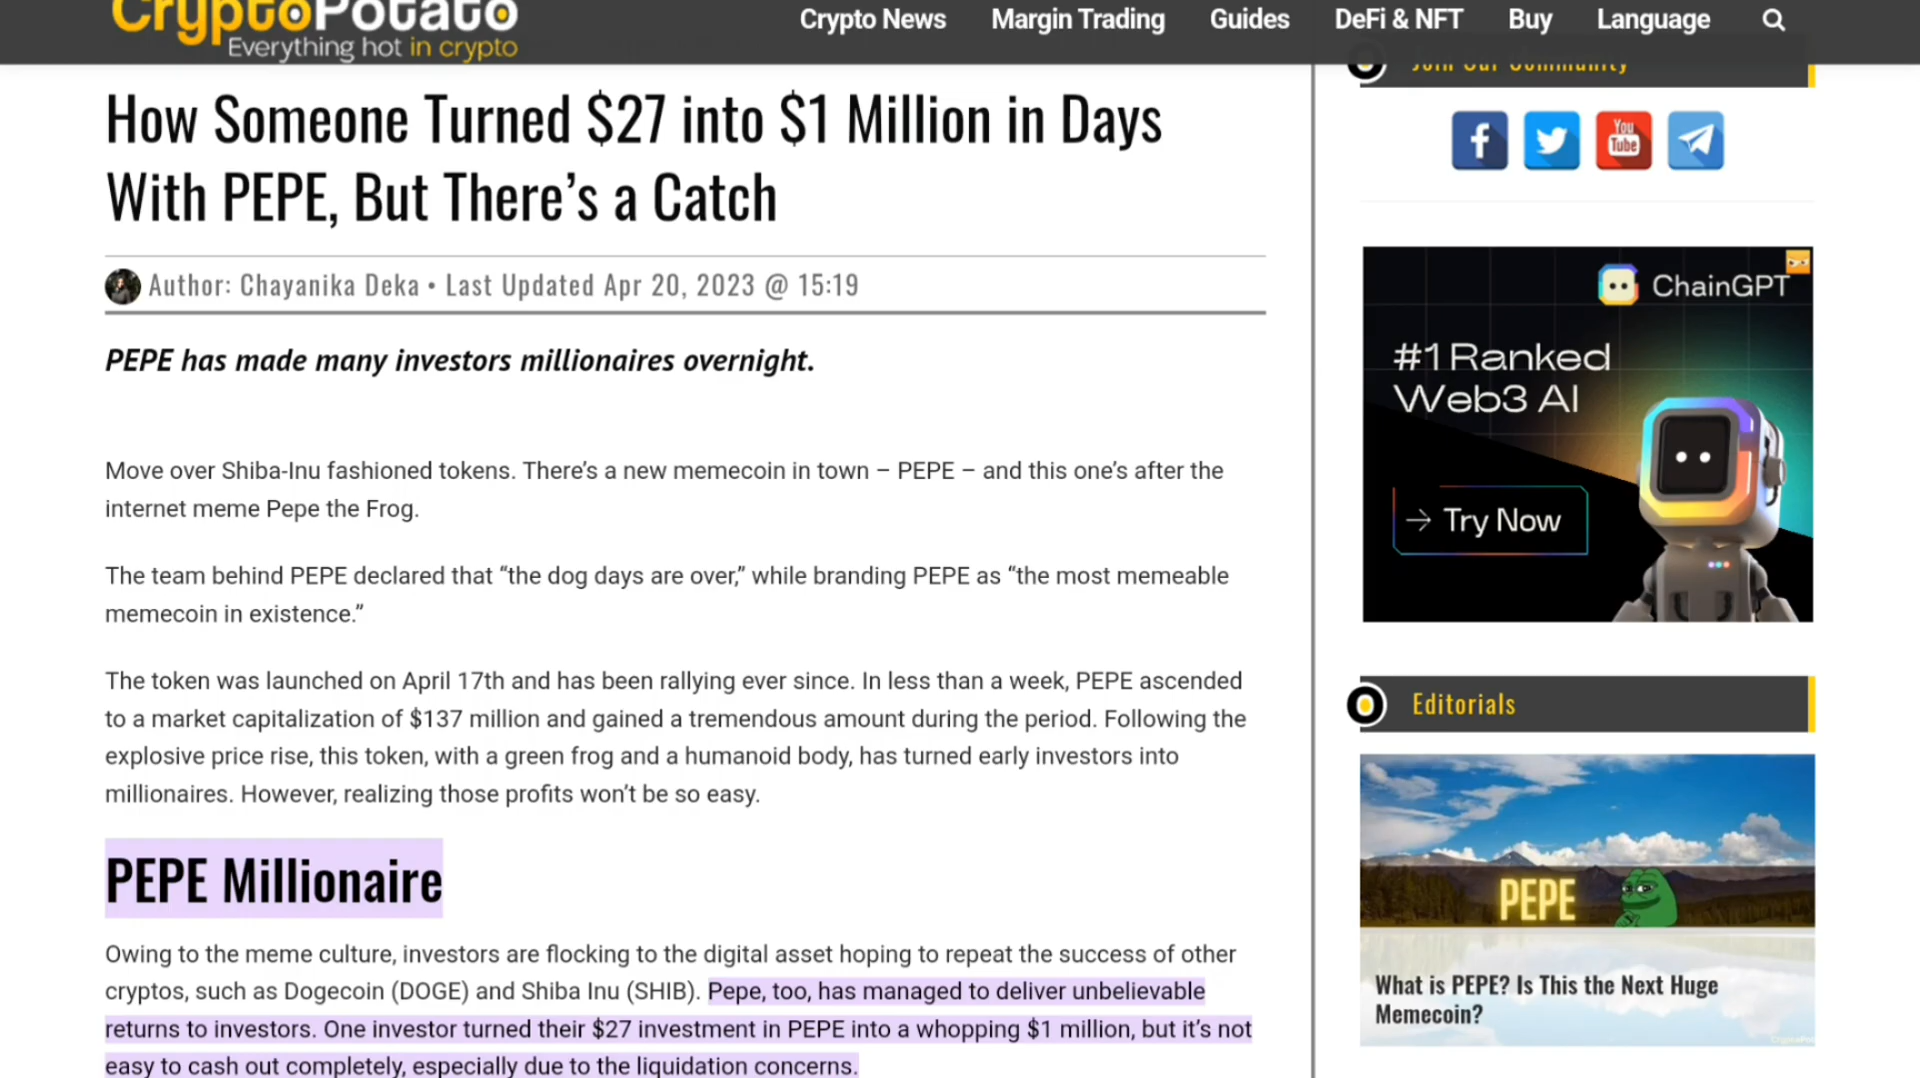 CryptoPotato
Everything hot in crypto
Crypto News
Margin Trading
Guides
DeFi & NFT
Buy
Language
How Someone Turned $27 into $1 Million in Days
With PEPE, But There’s a Catch
Author: Chayanika Deka • Last Updated Apr 20, 2023 @ 15:19
PEPE has made many investors millionaires overnight.
Move over Shiba-Inu fashioned tokens. There’s a new memecoin in town – PEPE – and this one’s after the
internet meme Pepe the Frog.
The team behind PEPE declared that “the dog days are over,” while branding PEPE as “the most memeable
memecoin in existence.”
The token was launched on April 17th and has been rallying ever since. In less than a week, PEPE ascended
to a market capitalization of $137 million and gained a tremendous amount during the period. Following the
explosive price rise, this token, with a green frog and a humanoid body, has turned early investors into
millionaires. However, realizing those profits won’t be so easy.
PEPE Millionaire
Owing to the meme culture, investors are flocking to the digital asset hoping to repeat the success of other
cryptos, such as Dogecoin (DOGE) and Shiba Inu (SHIB). Pepe, too, has managed to deliver unbelievable
returns to investors. One investor turned their $27 investment in PEPE into a whopping $1 million, but it’s not
easy to cash out completely, especially due to the liquidation concerns.
Join Our Community
You
Tube
ChainGPT
#1 Ranked
Web3 AI
→ Try Now
Editorials
PEPE
What is PEPE? Is This the Next Huge
Memecoin?